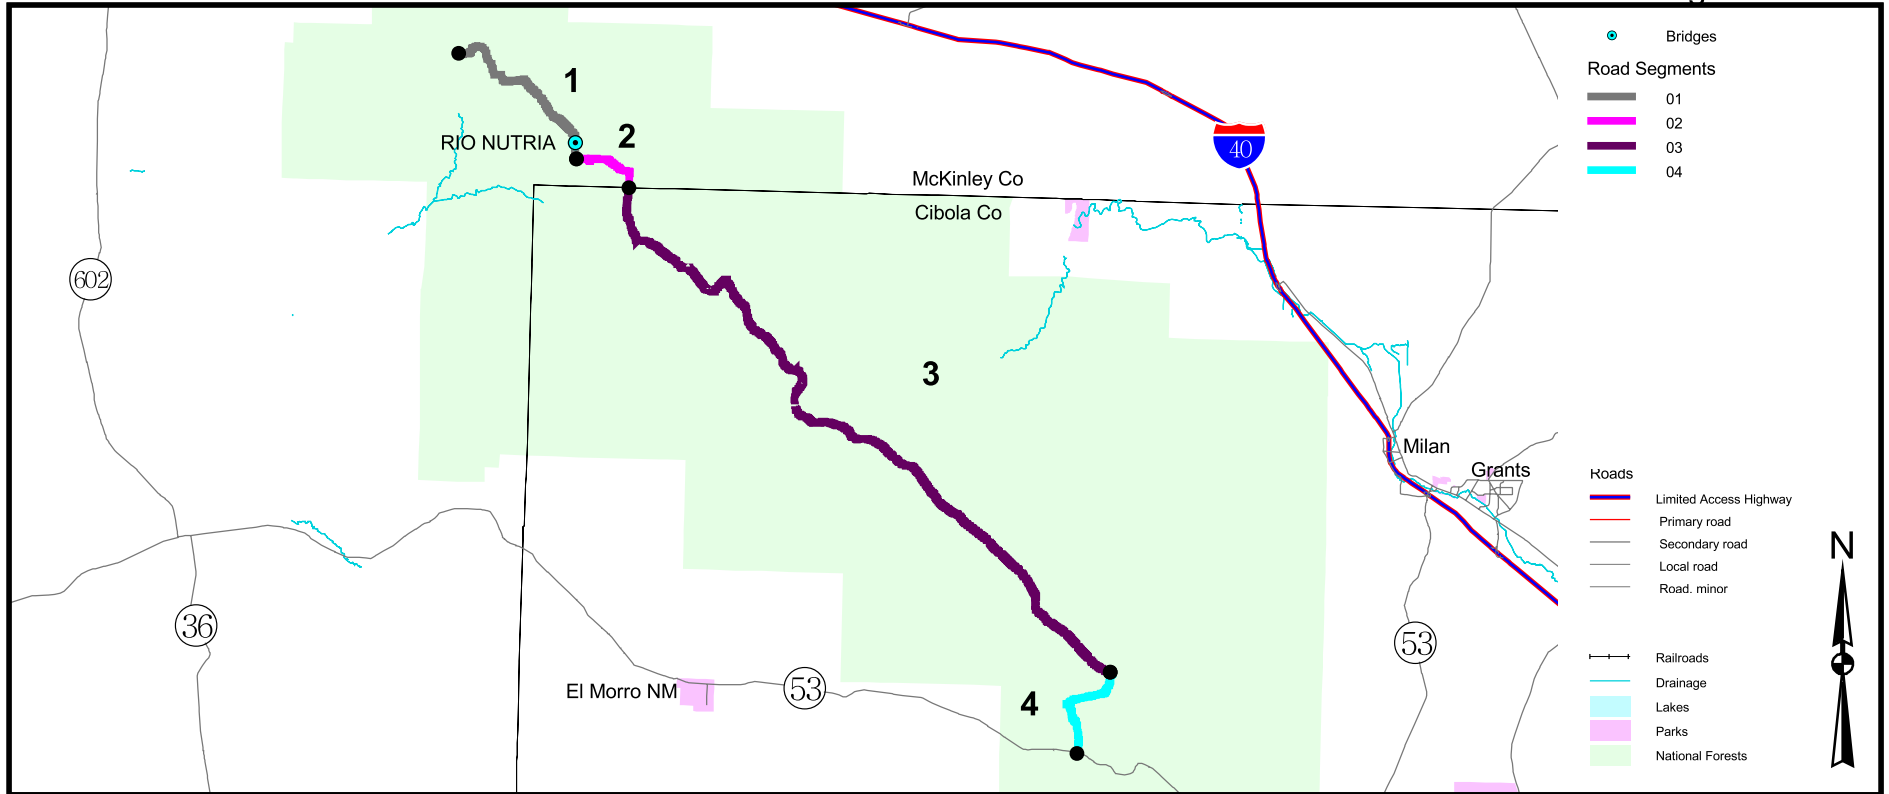 Bridges
Road Segments
01
02
03
04
1
2
RIO NUTRIA
40
McKinley Co
Cibola Co
602
3
Milan
Grants
Roads
Limited Access Highway
Primary road
Secondary road
Local road
Road. minor
N
36
53
El Morro NM
53
4
Railroads
Drainage
Lakes
Parks
National Forests